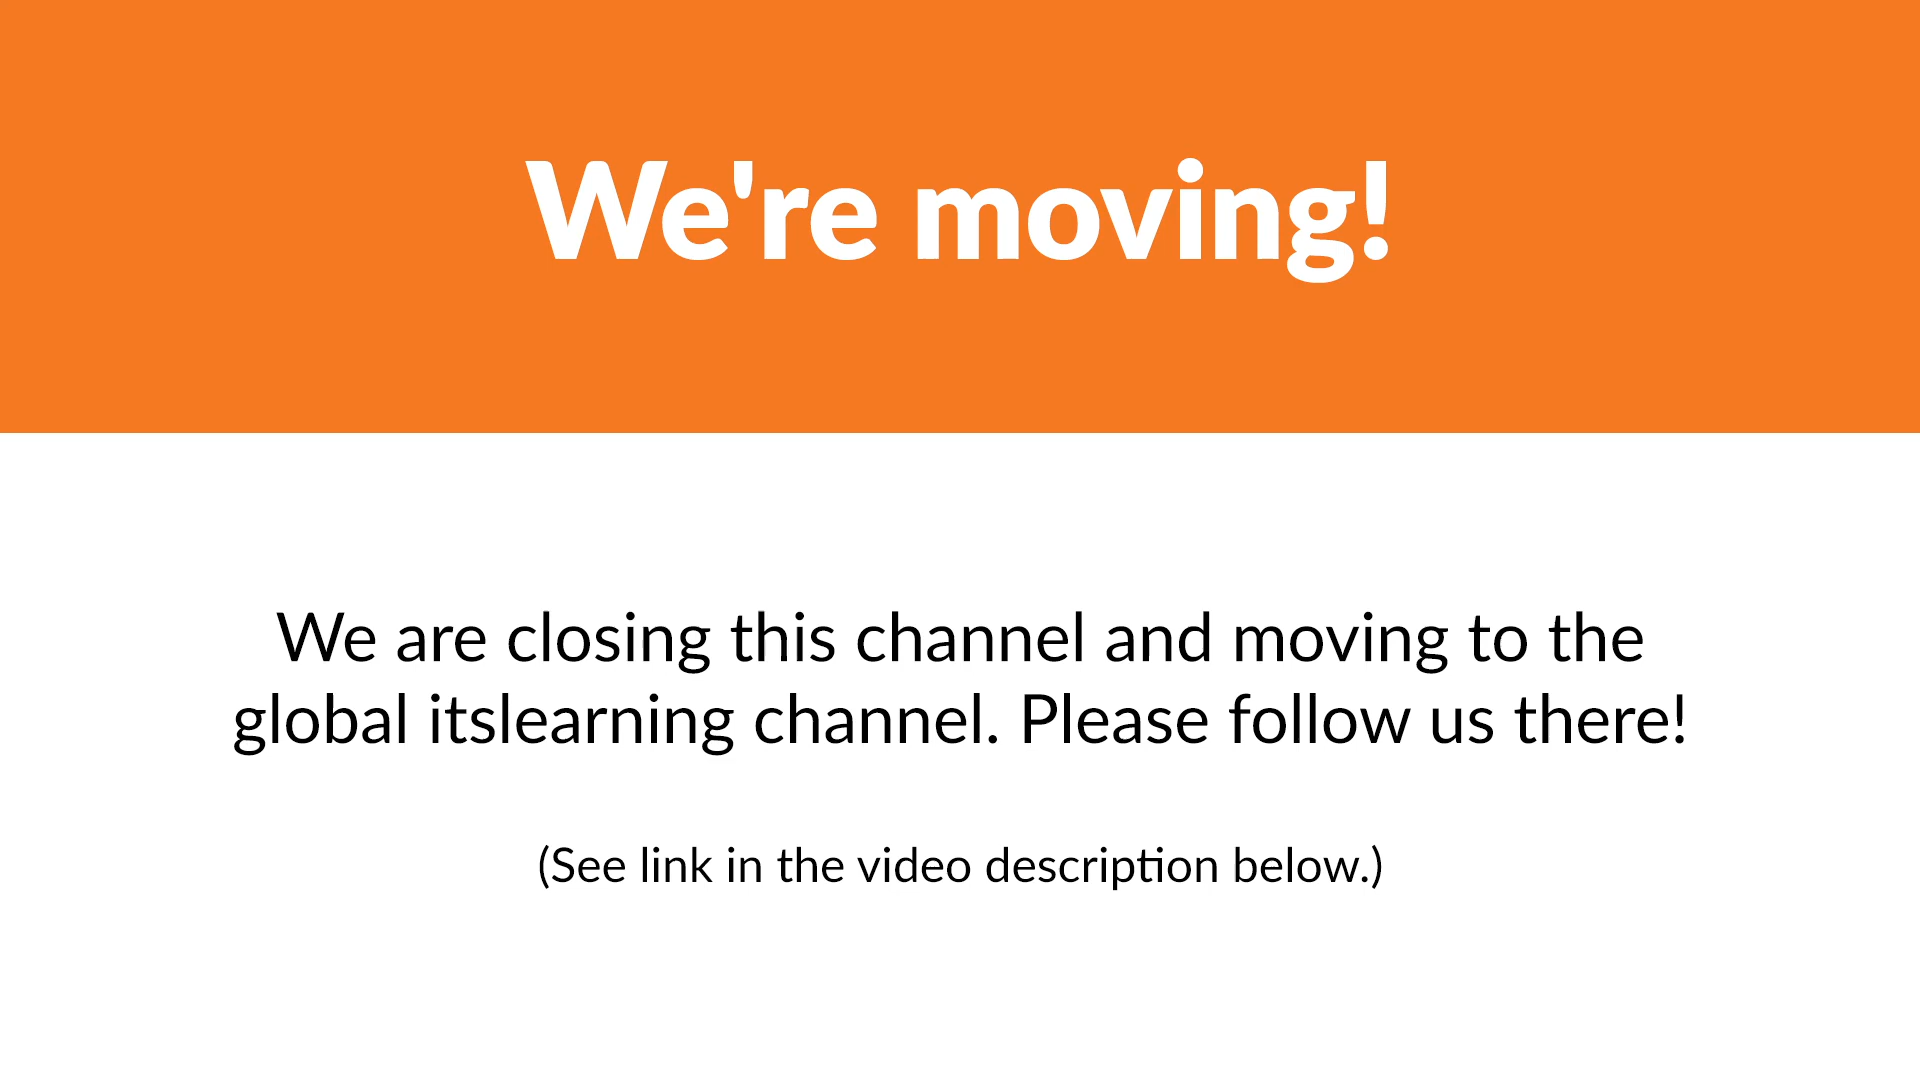 We're moving!
We are closing this channel and moving to the
global itslearning channel. Please follow us there!
(See link in the video description below.)